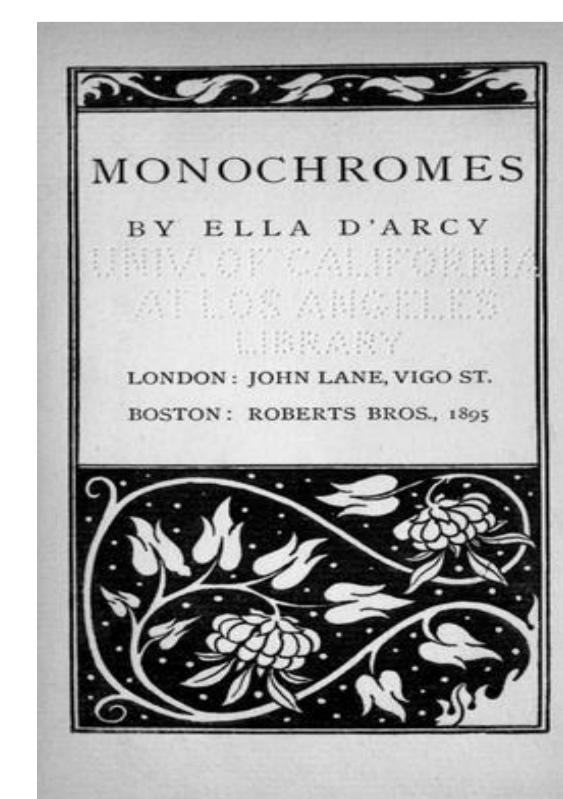 MONOCHROMES
BY ELLA D'ARCY
UNIV. OF CALIFORNIA
AT LOS ANGELES
LIBRARY
LONDON: JOHN LANE, VIGO ST.
BOSTON: ROBERTS BROS., 1895